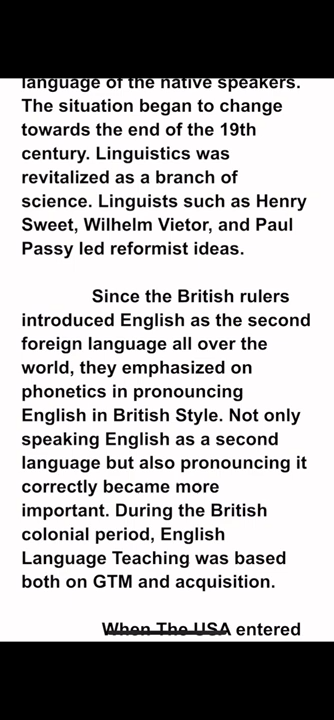 language of the native speakers.
The situation began to change
towards the end of the 19th
century. Linguistics was
revitalized as a branch of
science. Linguists such as Henry
Sweet, Wilhelm Vietor, and Paul
Passy led reformist ideas.
Since the British rulers
introduced English as the second
foreign language all over the
world, they emphasized on
phonetics in pronouncing
English in British Style. Not only
speaking English as a second
language but also pronouncing it
correctly became more
important. During the British
colonial period, English
Language Teaching was based
both on GTM and acquisition.
When The USA entered